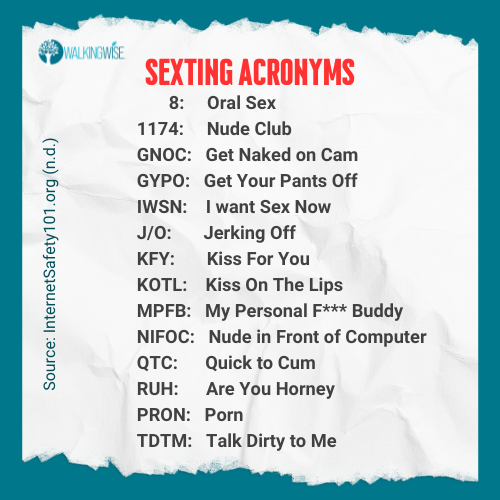 WALKINGWISE
SEXTING ACRONYMS
8: Oral Sex
1174: Nude Club
GNOC: Get Naked on Cam
GYPO: Get Your Pants Off
IWSN: I want Sex Now
J/O: Jerking Off
KFY: Kiss For You
KOTL: Kiss On The Lips
MPFB: My Personal F*** Buddy
NIFOC: Nude in Front of Computer
QTC: Quick to Cum
RUH: Are You Horney
PRON: Porn
TDTM: Talk Dirty to Me
Source: InternetSafety101.org (n.d.)